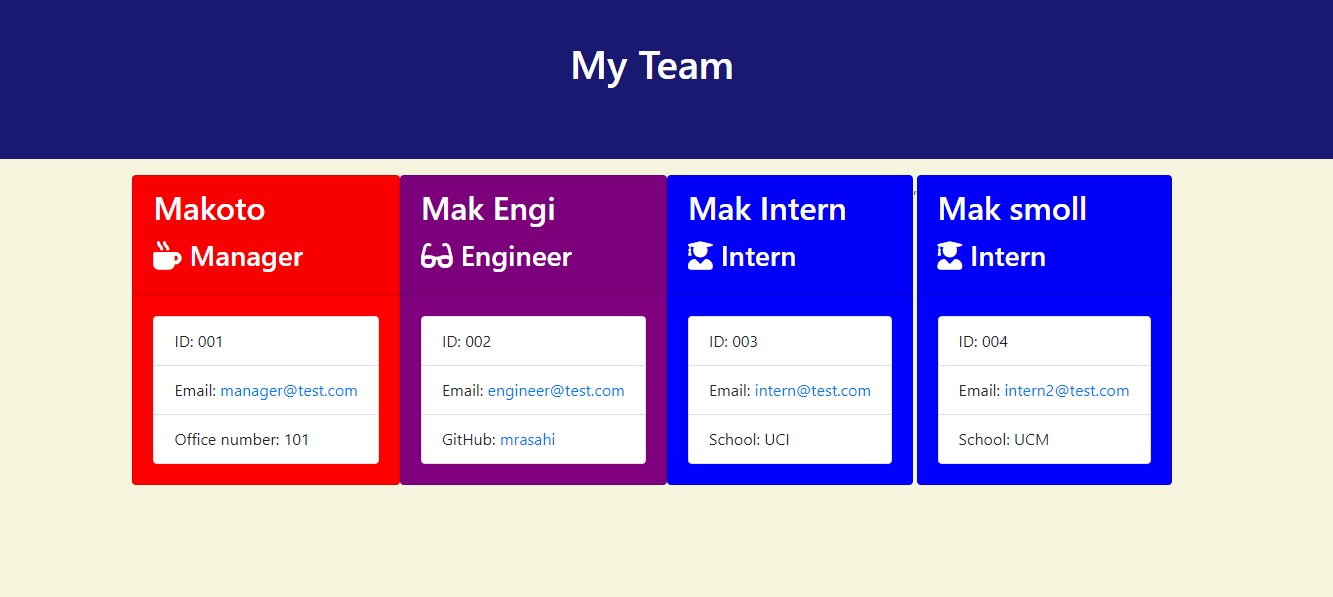 My Team
Makoto
Manager
ID: 001
Email: manager@test.com
Office number: 101
Mak Engi
Engineer
ID: 002
Email: engineer@test.com
GitHub: mrasahi
Mak Intern
Intern
ID: 003
Email: intern@test.com
School: UCI
,
Mak smoll
Intern
ID: 004
Email: intern2@test.com
School: UCM